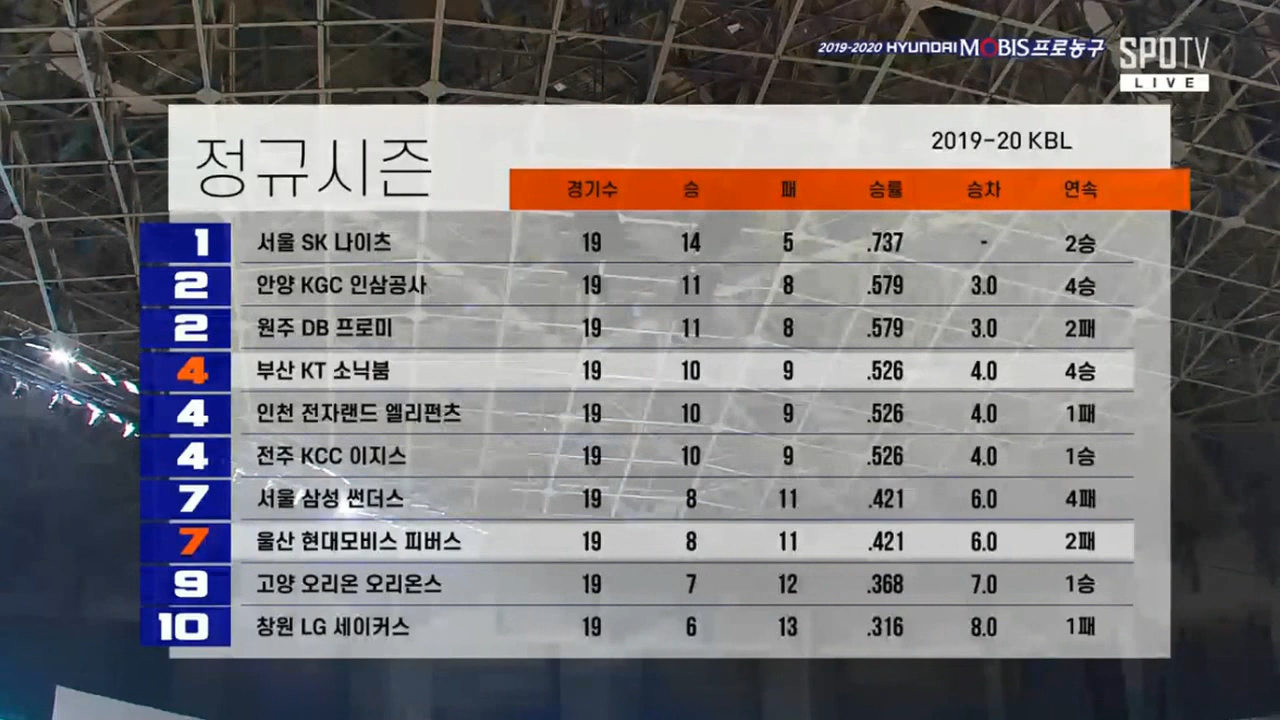 2019-2020 HYUNDAI MOBIS 프로농구
SPOTV
LIVE
정규시즌
2019-20 KBL
경기수 승 패 승률 승차 연속
1 서울 SK 나이츠 19 14 5 .737 - 2승
2 안양 KGC 인삼공사 19 11 8 .579 3.0 4승
2 원주 DB 프로미 19 11 8 .579 3.0 2패
4 부산 KT 소닉붐 19 10 9 .526 4.0 4승
4 인천 전자랜드 엘리펀츠 19 10 9 .526 4.0 1패
4 전주 KCC 이지스 19 10 9 .526 4.0 1승
7 서울 삼성 썬더스 19 8 11 .421 6.0 4패
7 울산 현대모비스 피버스 19 8 11 .421 6.0 2패
9 고양 오리온 오리온스 19 7 12 .368 7.0 1승
10 창원 LG 세이커스 19 6 13 .316 8.0 1패